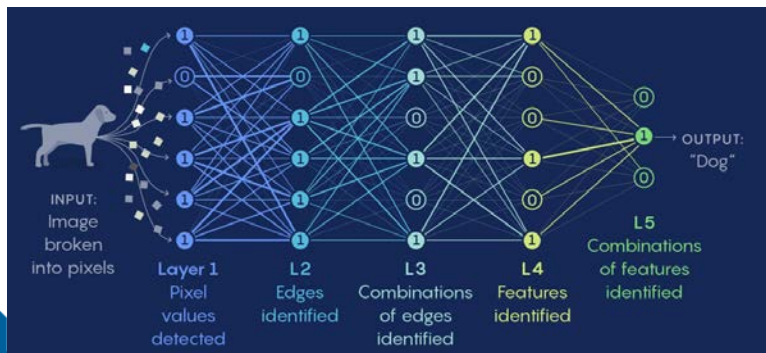 1 1 1 1
0 0 1 0
0
1 1 0 0
1 OUTPUT:
"Dog"
1 1 1 1
0
1 1 0 0
1 1 1 1
INPUT:
Image
broken
into pixels
Layer 1
Pixel
values
detected
L2
Edges
identified
L3
Combinations
of edges
identified
L4
Features
identified
L5
Combinations
of features
identified